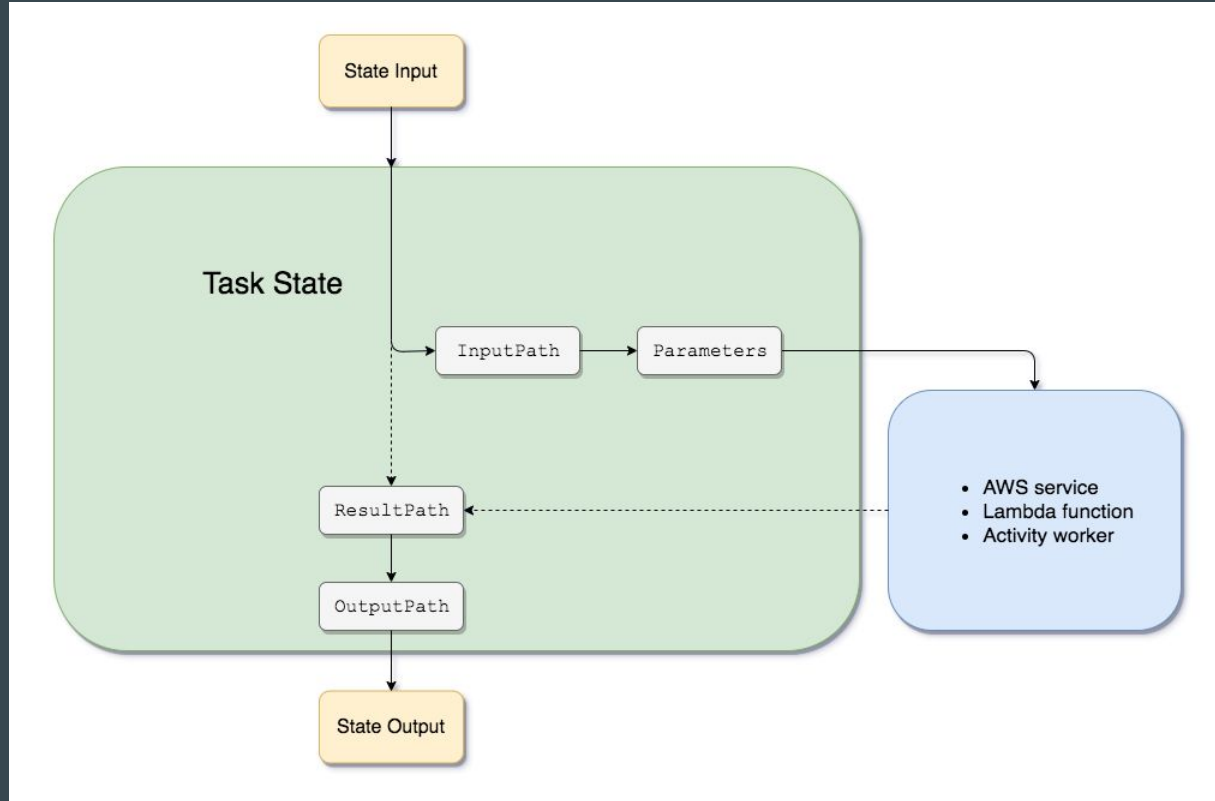 State Input
Task State
InputPath
Parameters
ResultPath
• AWS service
• Lambda function
• Activity worker
OutputPath
State Output